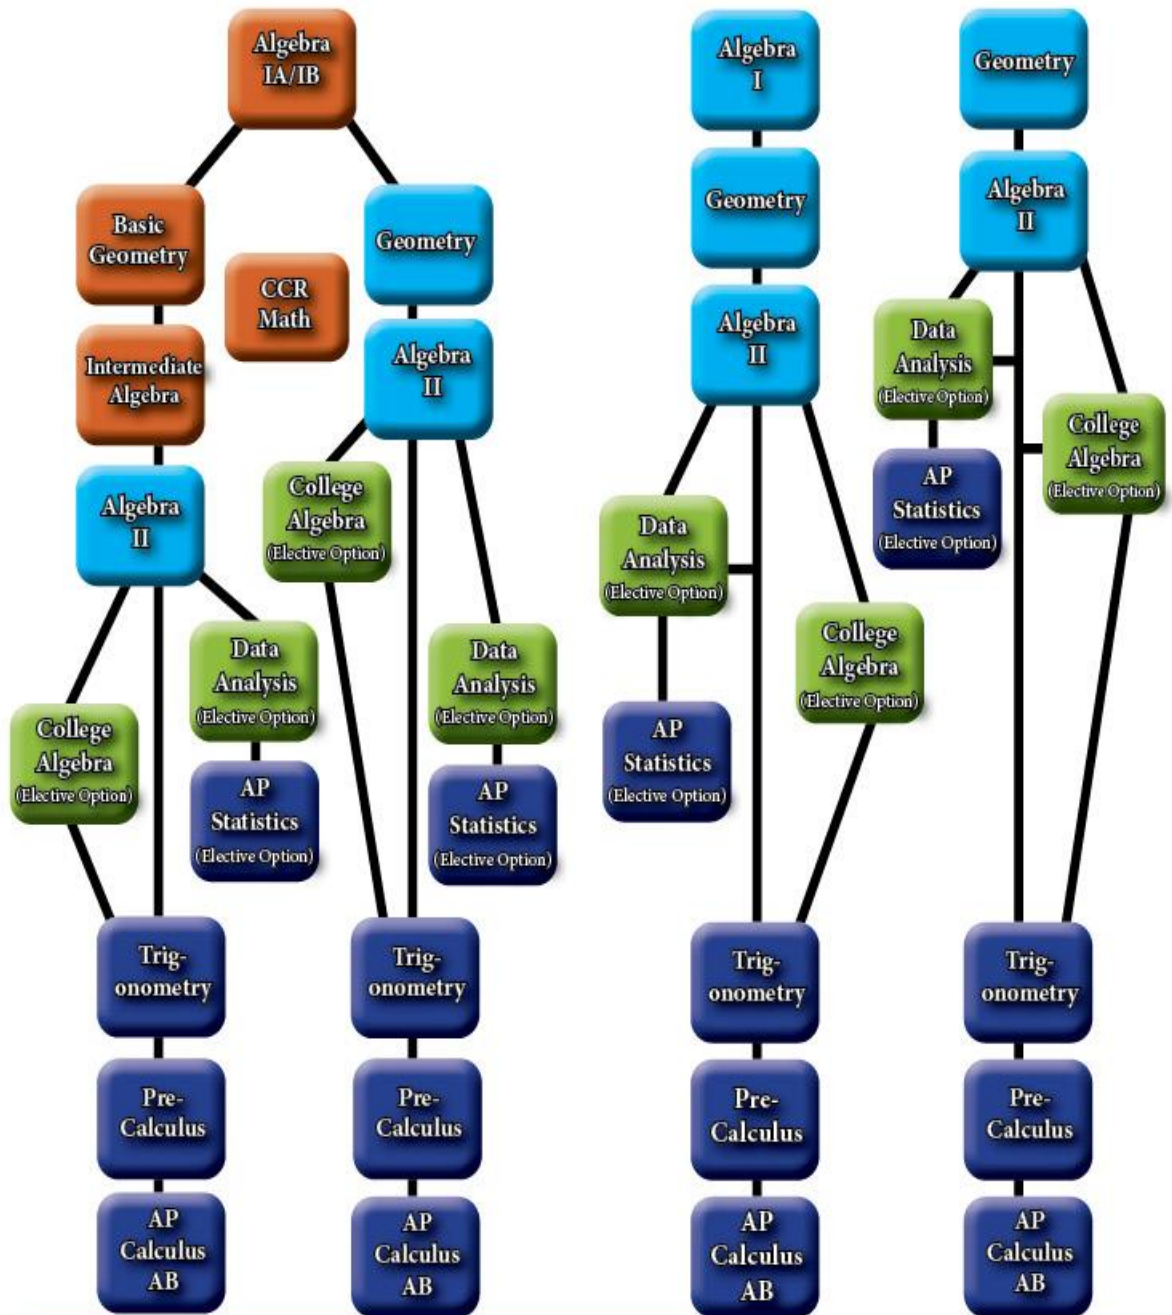 Algebra
IA/IB
Basic
Geometry
CCR
Math
Geometry
Intermediate
Algebra
Algebra
II
Algebra
II
College
Algebra
(Elective Option)
Data
Analysis
(Elective Option)
Data
Analysis
(Elective Option)
College
Algebra
(Elective Option)
AP
Statistics
(Elective Option)
AP
Statistics
(Elective Option)
Trig-
onometry
Trig-
onometry
Pre-
Calculus
Pre-
Calculus
AP
Calculus
AB
AP
Calculus
AB
Algebra
I
Geometry
Algebra
II
Data
Analysis
(Elective Option)
College
Algebra
(Elective Option)
AP
Statistics
(Elective Option)
Trig-
onometry
Pre-
Calculus
AP
Calculus
AB
Geometry
Algebra
II
Data
Analysis
(Elective Option)
College
Algebra
(Elective Option)
AP
Statistics
(Elective Option)
Trig-
onometry
Pre-
Calculus
AP
Calculus
AB